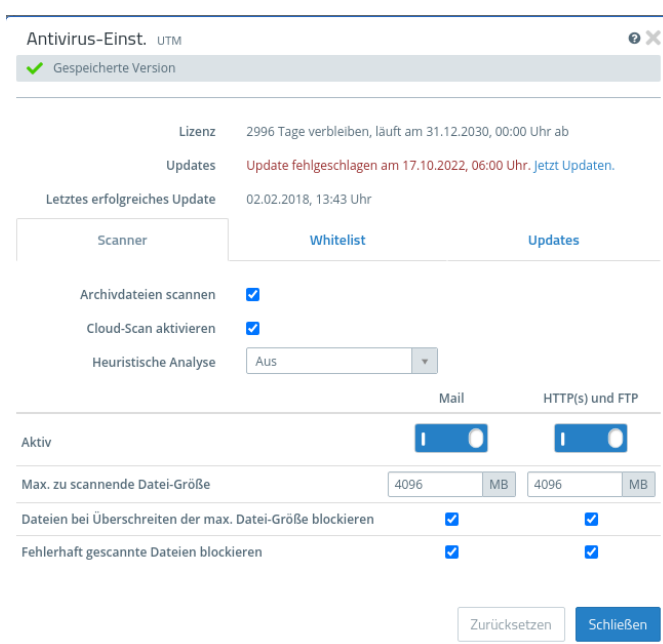 Antivirus-Einst. UTM
Gespeicherte Version
Lizenz 2996 Tage verbleiben, läuft am 31.12.2030, 00:00 Uhr ab
Updates Update fehlgeschlagen am 17.10.2022, 06:00 Uhr. Jetzt Updaten.
Letztes erfolgreiches Update 02.02.2018, 13:43 Uhr
Scanner Whitelist Updates
Archivdateien scannen
Cloud-Scan aktivieren
Heuristische Analyse Aus
Mail HTTP(s) und FTP
Aktiv
Max. zu scannende Datei-Größe 4096 MB 4096 MB
Dateien bei Überschreiten der max. Datei-Größe blockieren
Fehlerhaft gescannte Dateien blockieren
Zurücksetzen Schließen